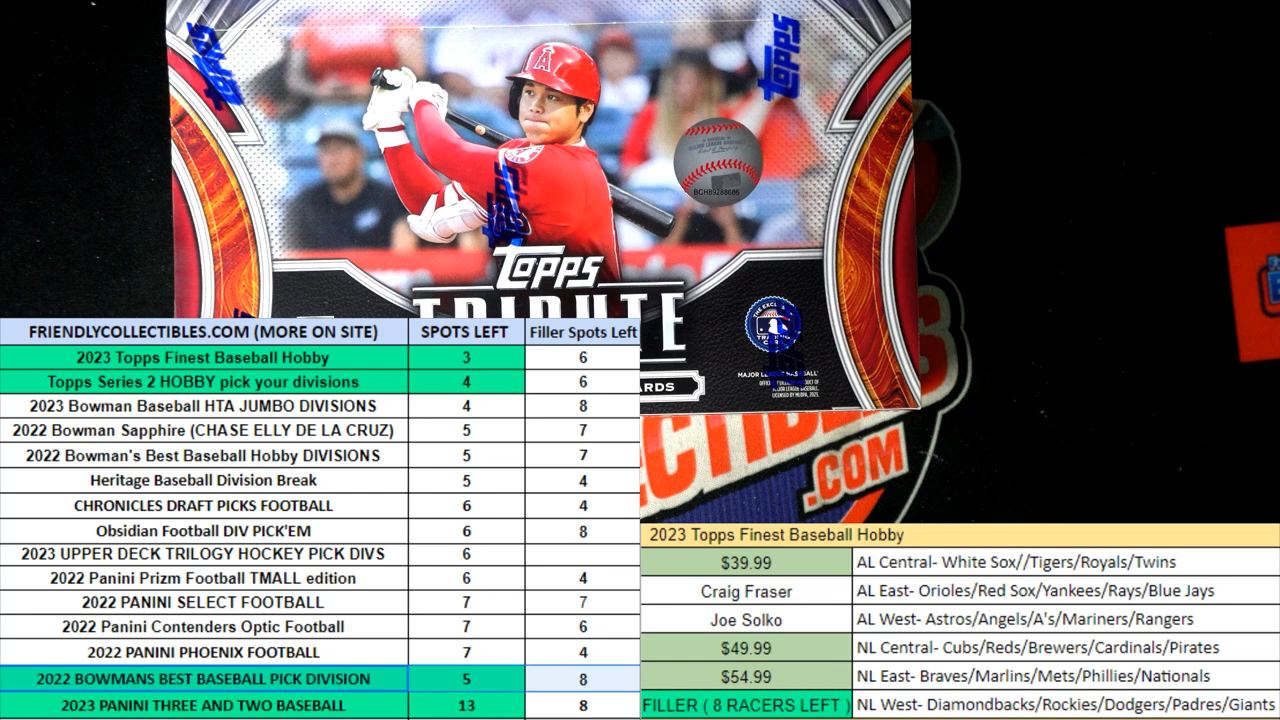 TOPPS
TOPPS
TOPPS
A
BCH89288686
TOPPS
TRIBUTE
ARDS
MAJOR LEAGUE BASEBALL
.COM
FRIENDLYCOLLECTIBLES.COM (MORE ON SITE) SPOTS LEFT Filler Spots Left
2023 Topps Finest Baseball Hobby 3 6
Topps Series 2 HOBBY pick your divisions 4 6
2023 Bowman Baseball HTA JUMBO DIVISIONS 4 8
2022 Bowman Sapphire (CHASE ELLY DE LA CRUZ) 5 7
2022 Bowman's Best Baseball Hobby DIVISIONS 5 7
Heritage Baseball Division Break 5 4
CHRONICLES DRAFT PICKS FOOTBALL 6 4
Obsidian Football DIV PICK'EM 6 8
2023 UPPER DECK TRILOGY HOCKEY PICK DIVS 6
2022 Panini Prizm Football TMALL edition 6 4
2022 PANINI SELECT FOOTBALL 7 7
2022 Panini Contenders Optic Football 7 6
2022 PANINI PHOENIX FOOTBALL 7 4
2022 BOWMANS BEST BASEBALL PICK DIVISION 5 8
2023 PANINI THREE AND TWO BASEBALL 13 8
2023 Topps Finest Baseball Hobby
$39.99 AL Central- White Sox//Tigers/Royals/Twins
Craig Fraser AL East- Orioles/Red Sox/Yankees/Rays/Blue Jays
Joe Solko AL West- Astros/Angels/A's/Mariners/Rangers
$49.99 NL Central- Cubs/Reds/Brewers/Cardinals/Pirates
$54.99 NL East- Braves/Marlins/Mets/Phillies/Nationals
FILLER ( 8 RACERS LEFT ) NL West- Diamondbacks/Rockies/Dodgers/Padres/Giants